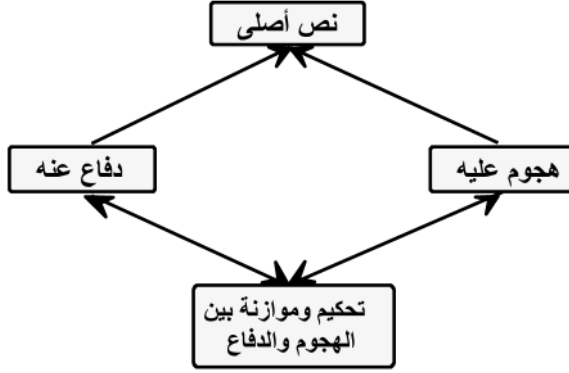 نص أصلى
هجوم عليه
دفاع عنه
تحكيم وموازنة بين
الهجوم والدفاع